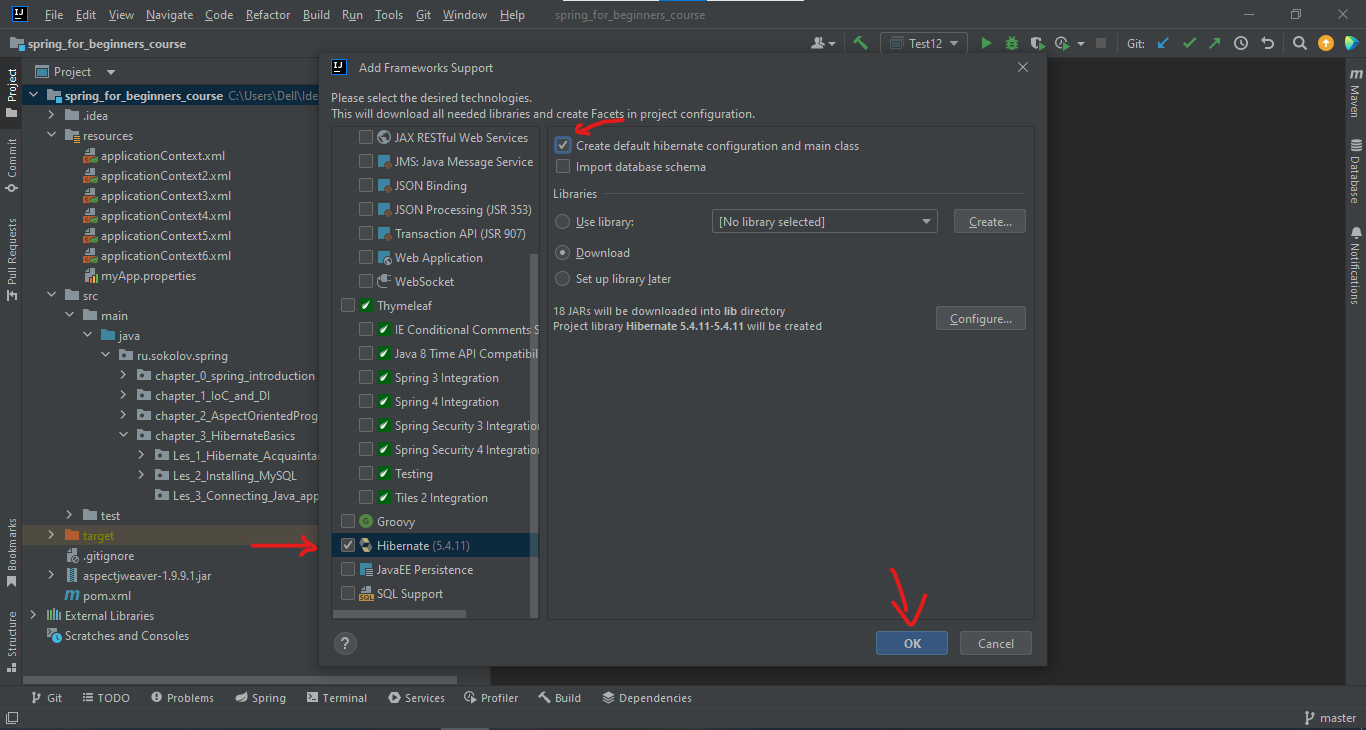 IJ File Edit View Navigate Code Refactor Build Run Tools Git Window Help spring_for_beginners_course
spring_for_beginners_course Test12 Git:
Project
Commit
Pull Requests
Bookmarks
Structure
Project
spring_for_beginners_course C:\Users\Dell\Ide
.idea
resources
applicationContext.xml
applicationContext2.xml
applicationContext3.xml
applicationContext4.xml
applicationContext5.xml
applicationContext6.xml
myApp.properties
src
main
java
ru.sokolov.spring
chapter_0_spring_introduction
chapter_1_IoC_and_DI
chapter_2_AspectOrientedProg
chapter_3_HibernateBasics
Les_1_Hibernate_Acquainta
Les_2_Installing_MySQL
Les_3_Connecting_Java_app
test
target
.gitignore
aspectjweaver-1.9.9.1.jar
m pom.xml
External Libraries
Scratches and Consoles
IJ Add Frameworks Support
Please select the desired technologies.
This will download all needed libraries and create Facets in project configuration.
JAX RESTful Web Services
JMS: Java Message Service
JSON Binding
JSON Processing (JSR 353)
Transaction API (JSR 907)
Web Application
WebSocket
Thymeleaf
IE Conditional Comments S
Java 8 Time API Compatibil
Spring 3 Integration
Spring 4 Integration
Spring Security 3 Integration
Spring Security 4 Integration
Testing
Tiles 2 Integration
G Groovy
Hibernate (5.4.11)
JavaEE Persistence
SQL SQL Support
Create default hibernate configuration and main class
Import database schema
Libraries
Use library: [No library selected] Create...
Download
Set up library later
18 JARs will be downloaded into lib directory
Project library Hibernate 5.4.11-5.4.11 will be created
Configure...
? OK Cancel
m Maven
Database
Notifications
Git TODO Problems Spring Terminal Services Profiler Build Dependencies
master